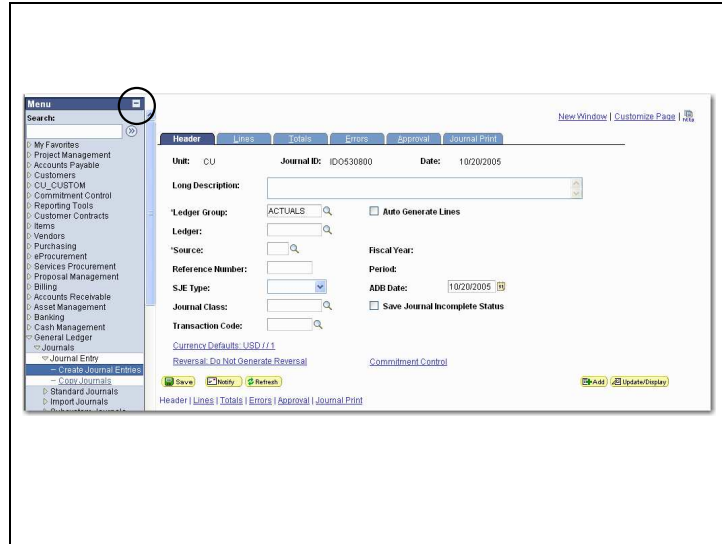 Menu
Search:
My Favorites
Project Management
Accounts Payable
Customers
CU_CUSTOM
Commitment Control
Reporting Tools
Customer Contracts
Items
Vendors
Purchasing
eProcurement
Services Procurement
Proposal Management
Billing
Accounts Receivable
Asset Management
Banking
Cash Management
General Ledger
Journals
Journal Entry
– Create Journal Entries
– Copy Journals
Standard Journals
Import Journals
Subsystem Journals
New Window | Customize Page | http
Header Lines Totals Errors Approval Journal Print
Unit: CU Journal ID: IDO530800 Date: 10/20/2005
Long Description:
*Ledger Group: ACTUALS Auto Generate Lines
Ledger:
*Source: Fiscal Year:
Reference Number: Period:
SJE Type: ADB Date: 10/20/2005
Journal Class: Save Journal Incomplete Status
Transaction Code:
Currency Defaults: USD / / 1
Reversal: Do Not Generate Reversal Commitment Control
Save Notify Refresh Add Update/Display
Header | Lines | Totals | Errors | Approval | Journal Print